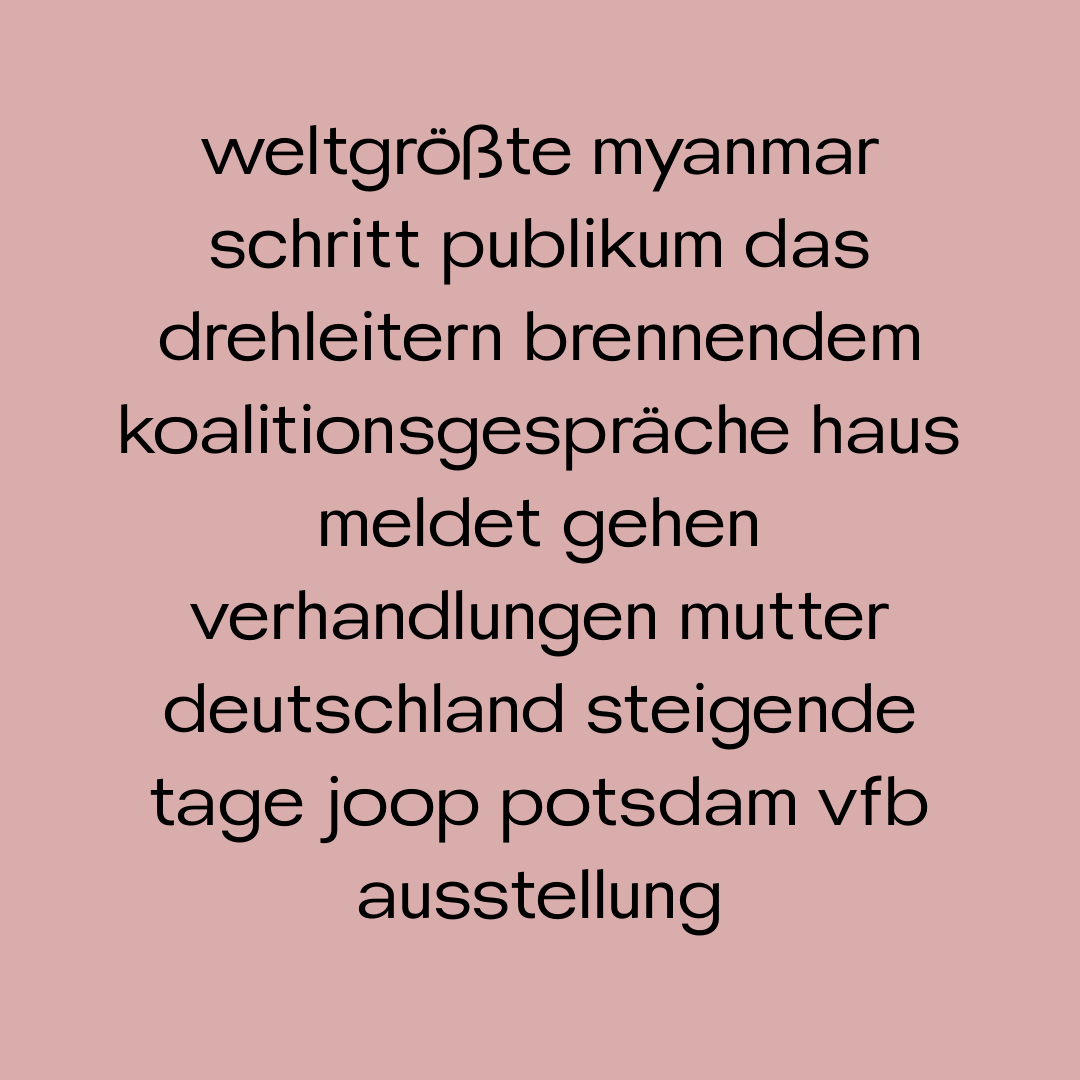 weltgrößte myanmar
schritt publikum das
drehleitern brennendem
koalitionsgespräche haus
meldet gehen
verhandlungen mutter
deutschland steigende
tage joop potsdam vfb
ausstellung